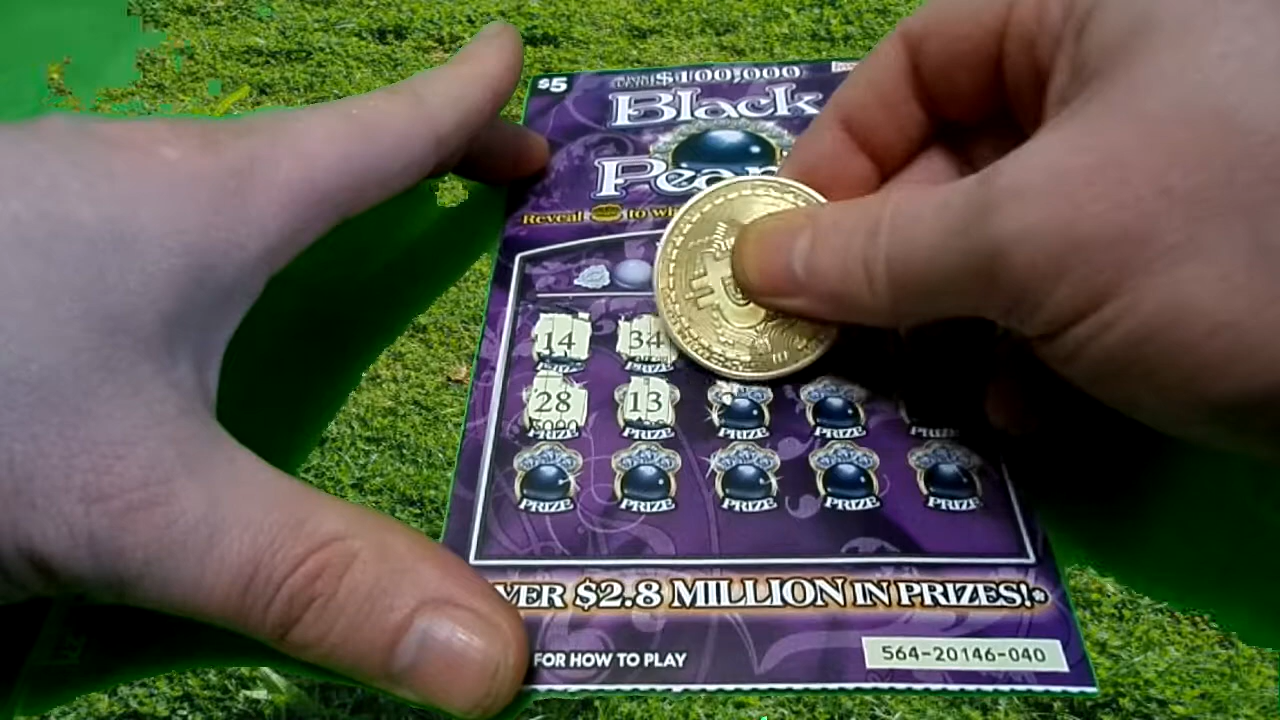 $5
$100,000
Black
Pear
Reveal to wi
14 34
PRIZE PRIZE
28 13
PRIZE PRIZE PRIZE PRIZE PRIZE
PRIZE PRIZE PRIZE PRIZE PRIZE
VER $2.8 MILLION IN PRIZES!
FOR HOW TO PLAY
564-20146-040